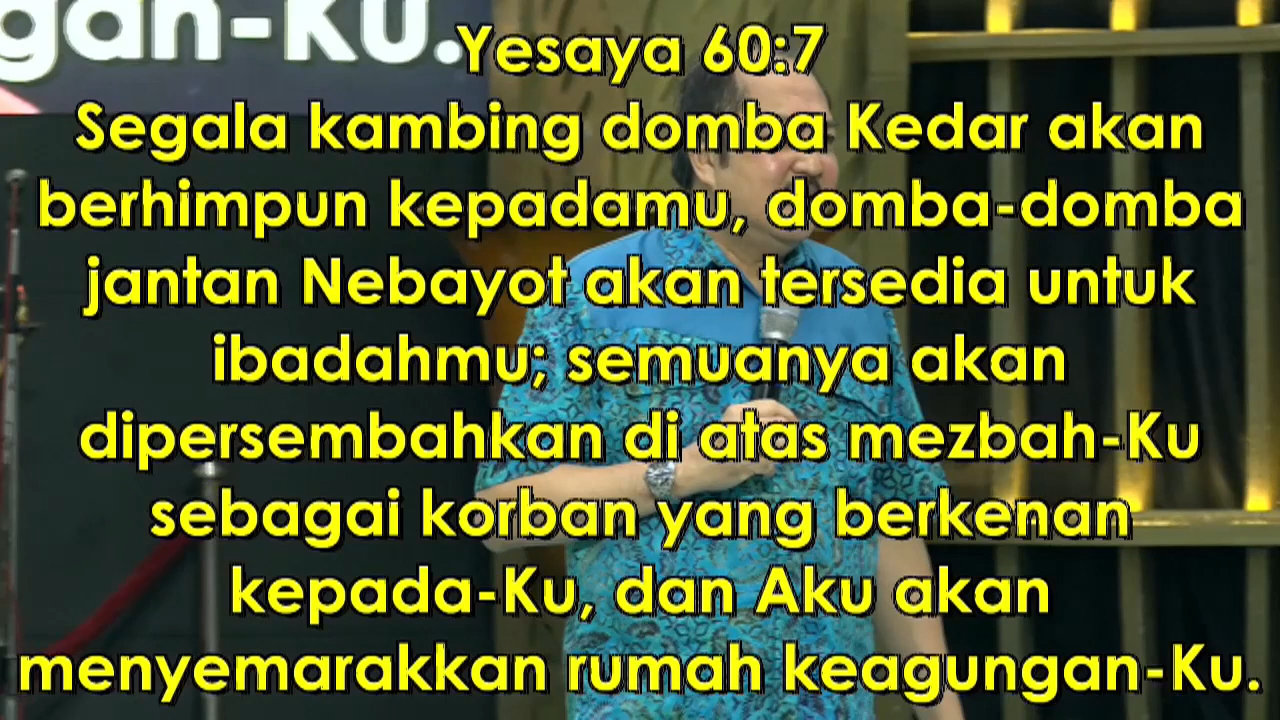 gan-Ku.
Yesaya 60:7
Segala kambing domba Kedar akan
berhimpun kepadamu, domba-domba
jantan Nebayot akan tersedia untuk
ibadahmu; semuanya akan
dipersembahkan di atas mezbah-Ku
sebagai korban yang berkenan
kepada-Ku, dan Aku akan
menyemarakkan rumah keagungan-Ku.